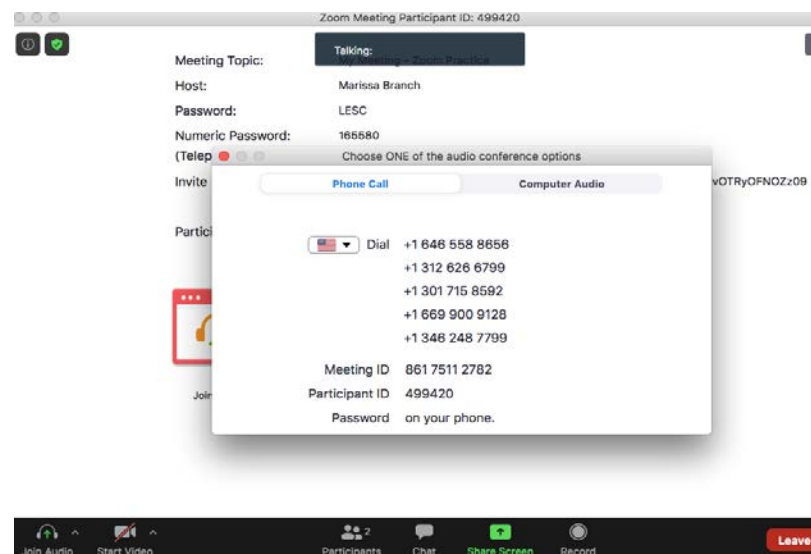 Zoom Meeting Participant ID: 499420
Talking:
Meeting Topic: My Meeting - Zoom Practice
Host: Marissa Branch
Password: LESC
Numeric Password: 165580
(Telep
Choose ONE of the audio conference options
Invite
vOTRyOFNOZz09
Phone Call Computer Audio
Partici
Dial +1 646 558 8656
+1 312 626 6799
+1 301 715 8592
+1 669 900 9128
+1 346 248 7799
Meeting ID 861 7511 2782
Participant ID 499420
Password on your phone.
Join
2
Join Audio Start Video Participants Chat Share Screen Record Leave